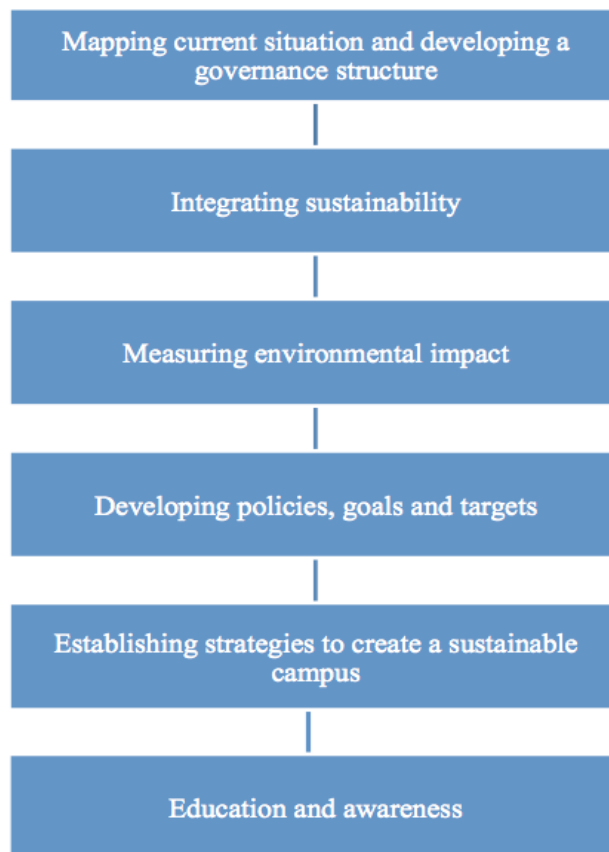 Mapping current situation and developing a
governance structure
Integrating sustainability
Measuring environmental impact
Developing policies, goals and targets
Establishing strategies to create a sustainable
campus
Education and awareness